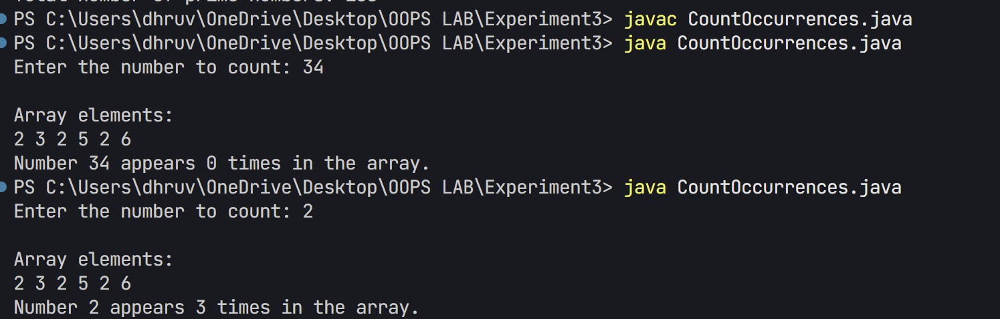 PS C:\Users\dhruv\OneDrive\Desktop\OOPS LAB\Experiment3> javac CountOccurrences.java
PS C:\Users\dhruv\OneDrive\Desktop\OOPS LAB\Experiment3> java CountOccurrences.java
Enter the number to count: 34
Array elements:
2 3 2 5 2 6
Number 34 appears 0 times in the array.
PS C:\Users\dhruv\OneDrive\Desktop\OOPS LAB\Experiment3> java CountOccurrences.java
Enter the number to count: 2
Array elements:
2 3 2 5 2 6
Number 2 appears 3 times in the array.